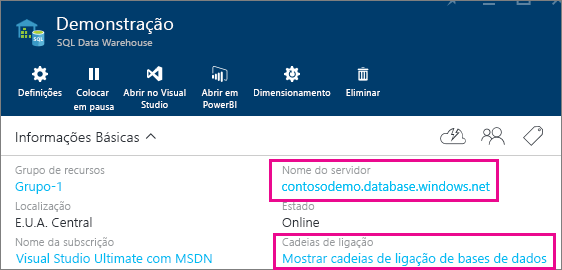 Demonstração
SQL Data Warehouse
SQL
Definições
Colocar em pausa
Abrir no Visual Studio
Abrir em PowerBI
Dimensionamento
Eliminar
Informações Básicas
Grupo de recursos
Grupo-1
Nome do servidor
contosodemo.database.windows.net
Localização
E.U.A. Central
Estado
Online
Nome da subscrição
Visual Studio Ultimate com MSDN
Cadeias de ligação
Mostrar cadeias de ligação de bases de dados